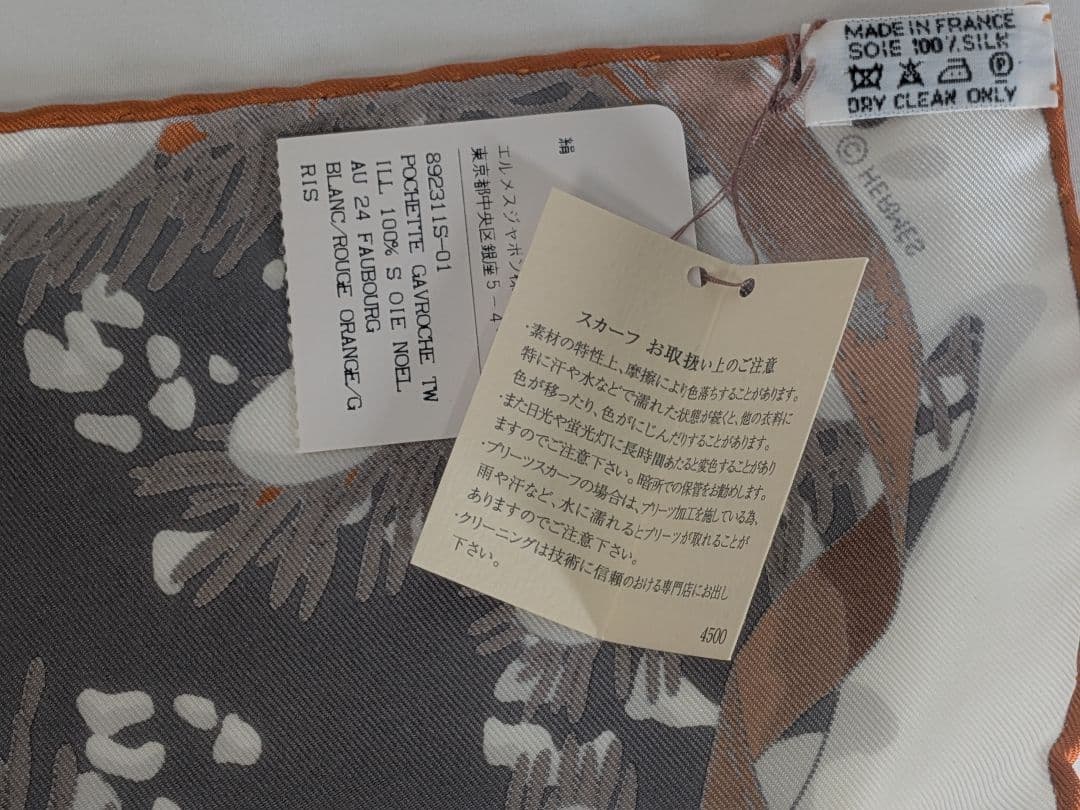 MADE IN FRANCE
SOIE 100% SILK
DRY CLEAN ONLY
© HERMES
絹
エルメスジャポン
東京都中央区銀座5-4
892311S-01
POCHETTE GAVROCHE TW
ILL 100% S OIE NOEL
AU 24 FAUBOURG
BLANC/ROUGE ORANGE/G
RIS
スカーフ お取扱い上のご注意
・素材の特性上、摩擦により色落ちすることがあります。
特に汗や水などで濡れた状態が続くと、他の衣料に
色が移ったり、色がにじんだりすることがあります。
・また日光や蛍光灯に長時間あたると変色することがあり
ますのでご注意下さい。暗所での保管をお勧めします。
・プリーツスカーフの場合は、プリーツ加工を施している為、
雨や汗など、水に濡れるとプリーツが取れることが
ありますのでご注意下さい。
・クリーニングは技術に信頼のおける専門店にお出し
下さい。
4500